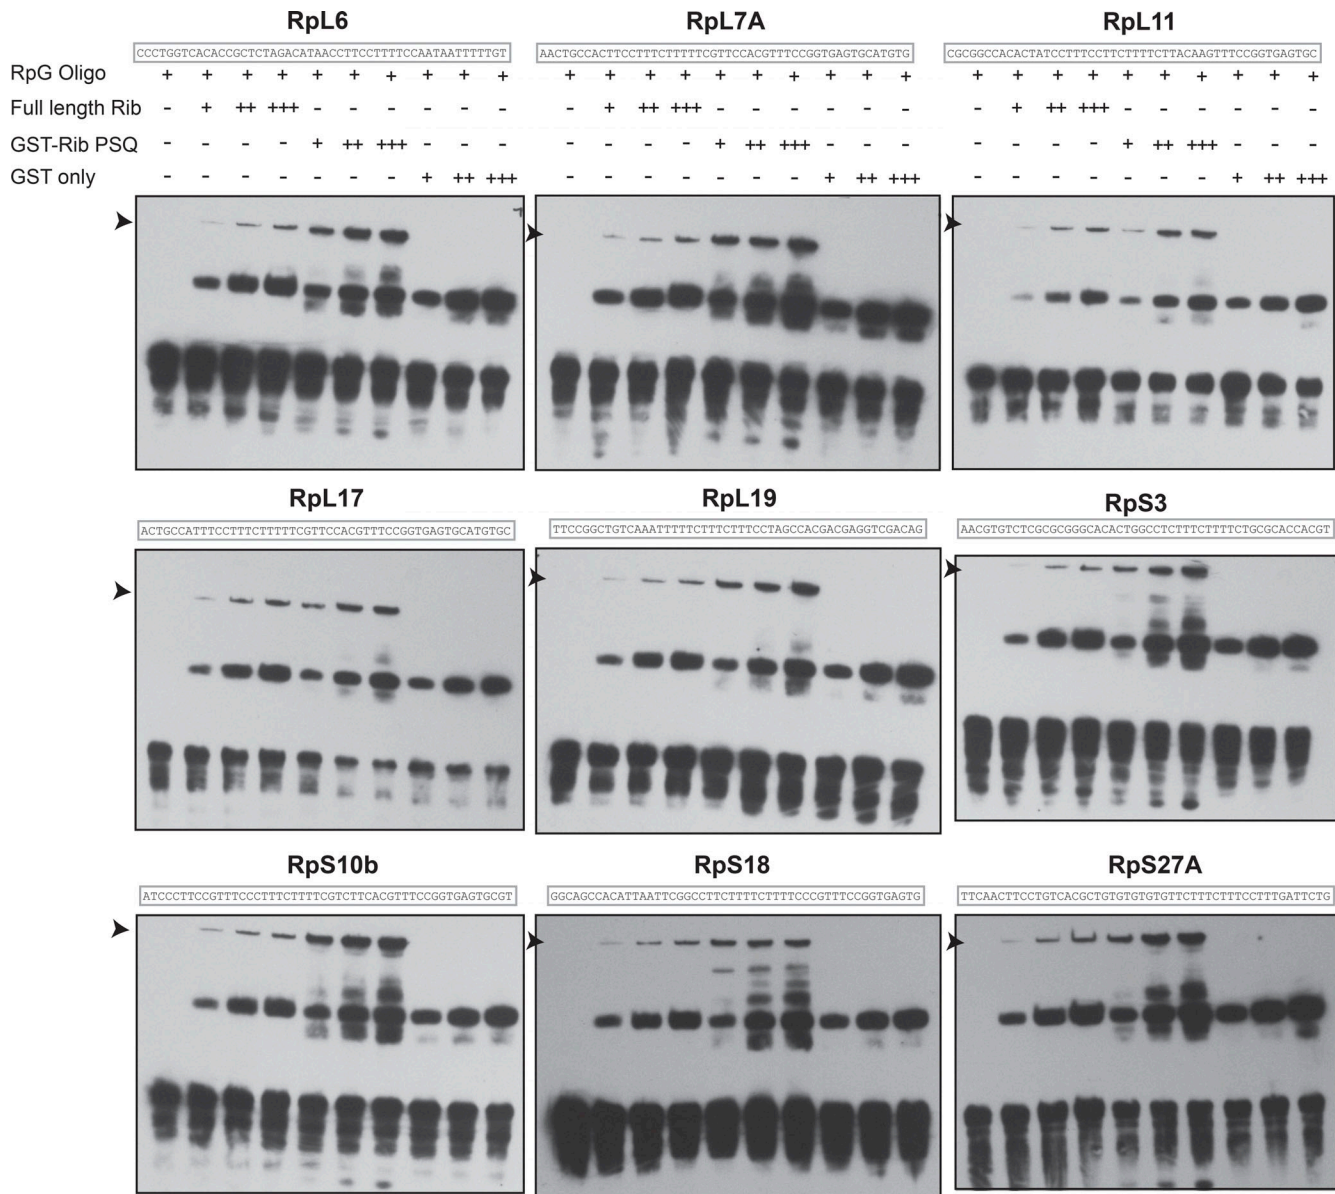 RpL6 RpL7A RpL11
CCCTGGTCACACCGCTCTAGACATAACCTTCCTTTTCCAATAATTTTTGT AACTGCCACTTCCTTTCTTTTTCGTTCCACGTTTCCGGTGAGTGCATGTG CGCGGCCACACTATCCTTTCCTTCTTTTCTTACAAGTTTCCGGTGAGTGC
RpG Oligo + + + + + + + + + + + + + + + + + + + + + + + + + + + + + +
Full length Rib - + ++ +++ - - - - - - - + ++ +++ - - - - - - - + ++ +++ - - - - - -
GST-Rib PSQ - - - - + ++ +++ - - - - - - - + ++ +++ - - - - - - - + ++ +++ - - -
GST only - - - - - - - + ++ +++ - - - - - - - + ++ +++ - - - - - - - + ++ +++
RpL17 RpL19 RpS3
ACTGCCATTTCCTTTCTTTTTCGTTCCACGTTTCCGGTGAGTGCATGTGC TTCCGGCTGTCAAATTTTTCTTTCTTTCCTAGCCACGACGAGGTCGACAG AACGTGTCTCGCGCGGGCACACTGGCCTCTTTCTTTTCTGCGCACCACGT
RpS10b RpS18 RpS27A
ATCCCTTCCGTTTCCCTTTCTTTTCGTCTTCACGTTTCCGGTGAGTGCGT GGCAGCCACATTAATTCGGCCTTCTTTTCTTTTCCCGTTTCCGGTGAGTG TTCAACTTCCTGTCACGCTGTGTGTGTGTTCTTTCTTTCCTTTGATTCTG